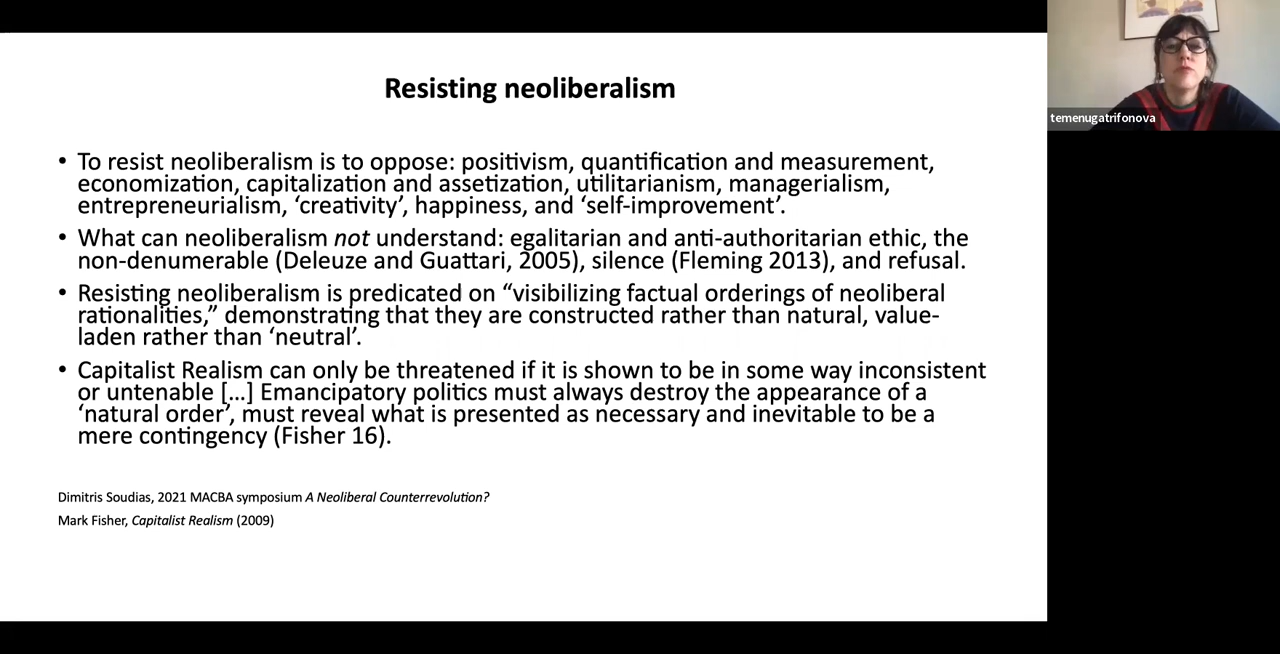 Resisting neoliberalism
• To resist neoliberalism is to oppose: positivism, quantification and measurement,
economization, capitalization and assetization, utilitarianism, managerialism,
entrepreneurialism, ‘creativity’, happiness, and ‘self-improvement’.
• What can neoliberalism not understand: egalitarian and anti-authoritarian ethic, the
non-denumerable (Deleuze and Guattari, 2005), silence (Fleming 2013), and refusal.
• Resisting neoliberalism is predicated on “visibilizing factual orderings of neoliberal
rationalities,” demonstrating that they are constructed rather than natural, value-
laden rather than ‘neutral’.
• Capitalist Realism can only be threatened if it is shown to be in some way inconsistent
or untenable [...] Emancipatory politics must always destroy the appearance of a
‘natural order’, must reveal what is presented as necessary and inevitable to be a
mere contingency (Fisher 16).
Dimitris Soudias, 2021 MACBA symposium A Neoliberal Counterrevolution?
Mark Fisher, Capitalist Realism (2009)
temenugatrifonova